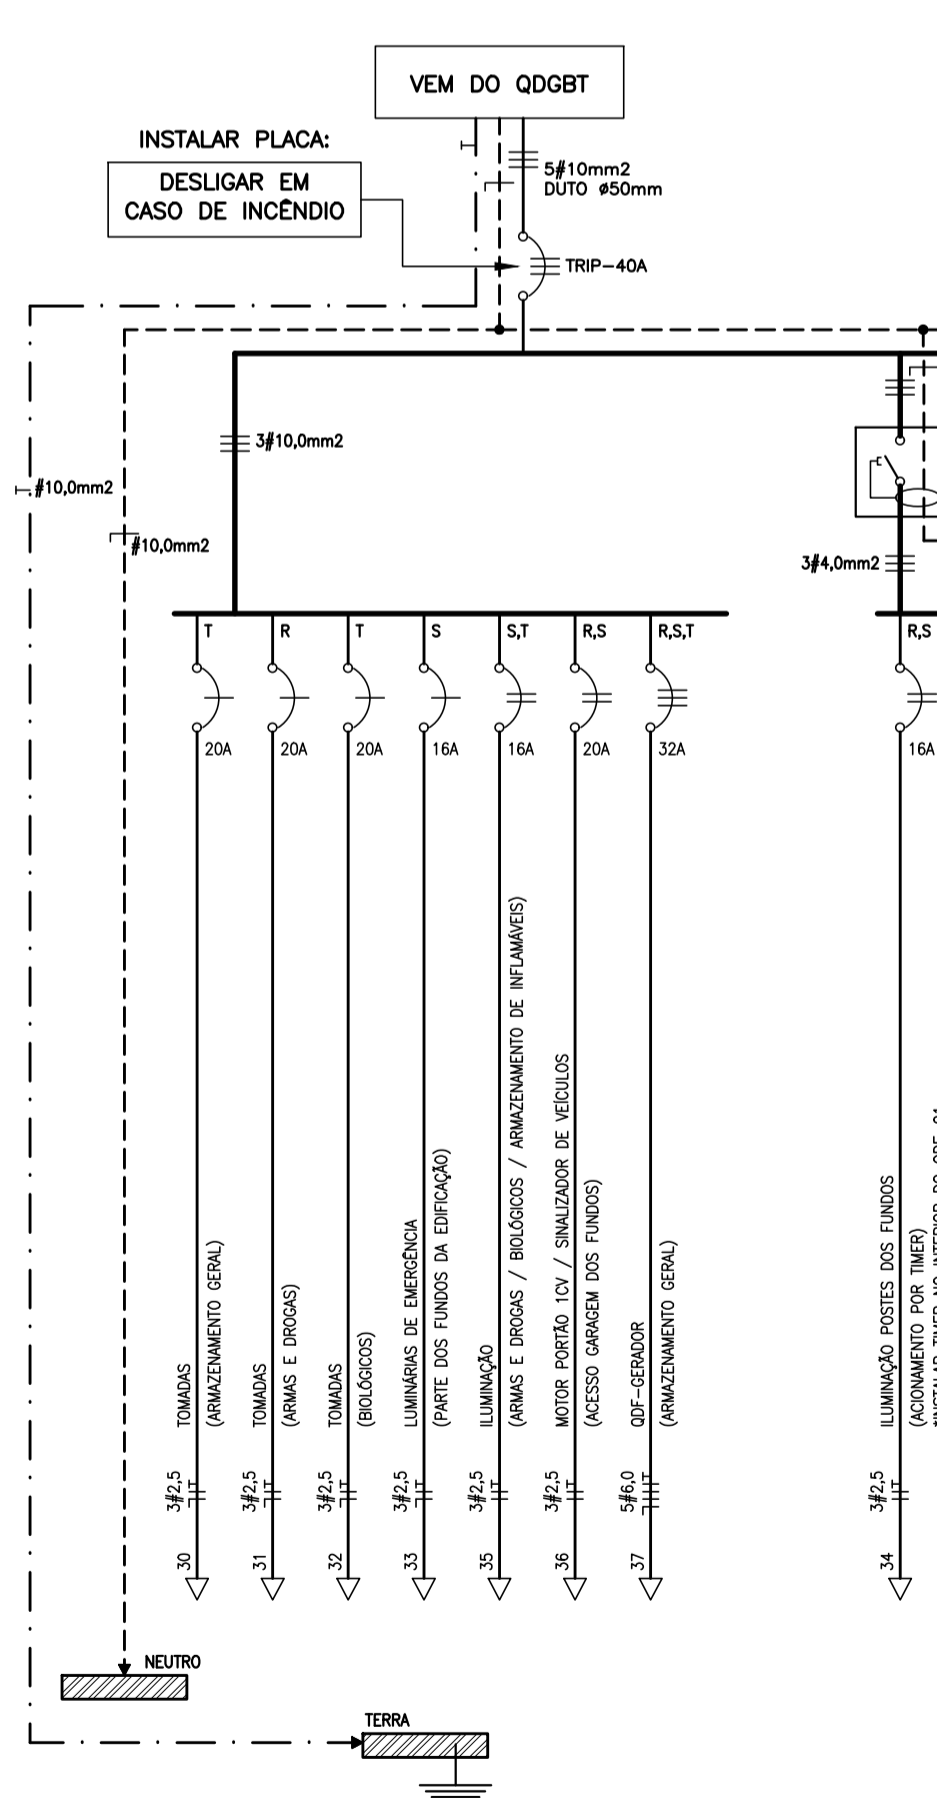 VEM DO QDGBT
INSTALAR PLACA:
DESLIGAR EM
CASO DE INCÊNDIO
5#10mm2
DUTO ø50mm
TRIP-40A
3#10,0mm2
#10,0mm2
#10,0mm2
3#4,0mm2
T
R
T
S
S,T
R,S
R,S,T
R,S
20A
20A
20A
16A
16A
20A
32A
16A
TOMADAS
(ARMAZENAMENTO GERAL)
TOMADAS
(ARMAS E DROGAS)
TOMADAS
(BIOLÓGICOS)
LUMINÁRIAS DE EMERGÊNCIA
(PARTE DOS FUNDOS DA EDIFICAÇÃO)
ILUMINAÇÃO
(ARMAS E DROGAS / BIOLÓGICOS / ARMAZENAMENTO DE INFLAMÁVEIS)
MOTOR PORTÃO 1CV / SINALIZADOR DE VEÍCULOS
(ACESSO GARAGEM DOS FUNDOS)
QDF-GERADOR
(ARMAZENAMENTO GERAL)
ILUMINAÇÃO POSTES DOS FUNDOS
(ACIONAMENTO POR TIMER)
3#2,5
3#2,5
3#2,5
3#2,5
3#2,5
3#2,5
5#6,0
3#2,5
30
31
32
33
35
36
37
34
NEUTRO
TERRA